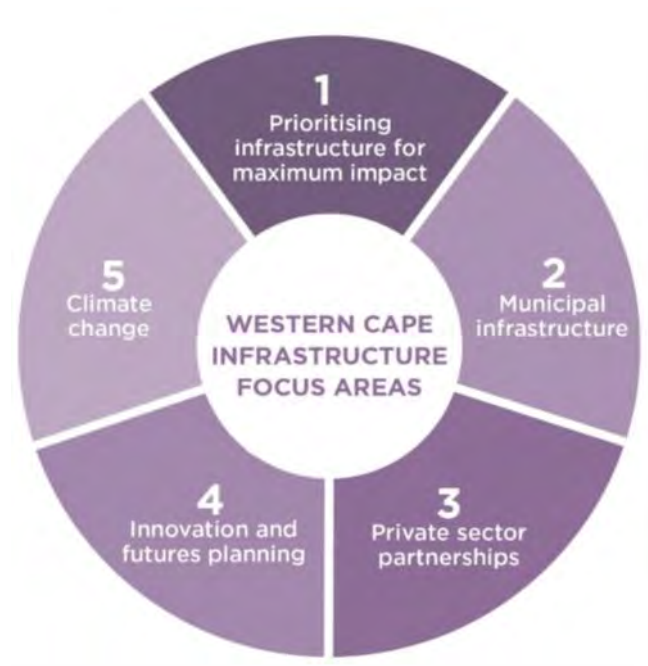 1
Prioritising
infrastructure for
maximum impact
2
Municipal
infrastructure
3
Private sector
partnerships
4
Innovation and
futures planning
5
Climate
change
WESTERN CAPE
INFRASTRUCTURE
FOCUS AREAS